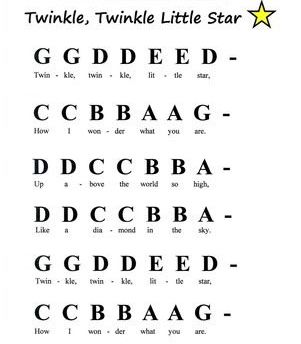 Twinkle, Twinkle Little Star
G G D D E E D -
Twin - kle, twin - kle, lit - tle star,
C C B B A A G -
How I won - der what you are.
D D C C B B A -
Up a - bove the world so high,
D D C C B B A -
Like a dia - mond in the sky.
G G D D E E D -
Twin - kle, twin - kle, lit - tle star,
C C B B A A G -
How I won - der what you are.